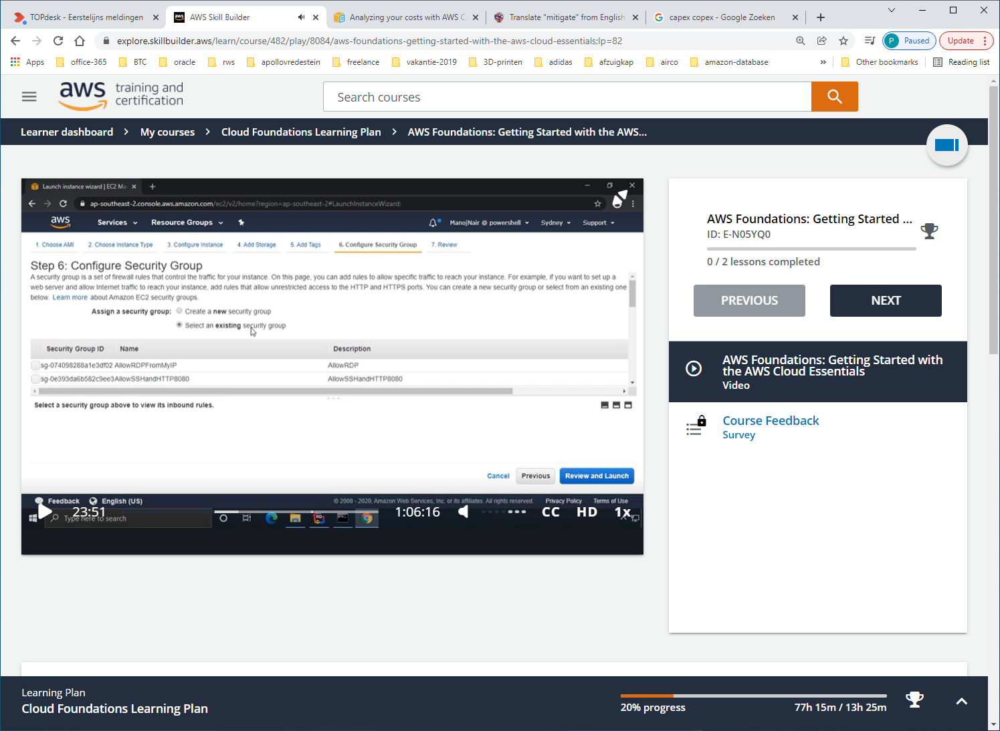 TOPdesk - Eerstelijns meldingen
AWS Skill Builder
Analyzing your costs with AWS C
Translate "mitigate" from English
capex copex - Google Zoeken
explore.skillbuilder.aws/learn/course/482/play/8084/aws-foundations-getting-started-with-the-aws-cloud-essentials;lp=82
P Paused
Update
Apps
office-365
BTC
oracle
rws
apollovredestein
freelance
vakantie-2019
3D-printen
adidas
afzuigkap
airco
amazon-database
»
Other bookmarks
Reading list
aws training and certification
Search courses
Learner dashboard > My courses > Cloud Foundations Learning Plan > AWS Foundations: Getting Started with the AWS...
Launch instance wizard | EC2 Ma
ap-southeast-2.console.aws.amazon.com/ec2/v2/home?region=ap-southeast-2#LaunchInstanceWizard:
aws
Services
Resource Groups
ManojNair @ powershell
Sydney
Support
1. Choose AMI
2. Choose Instance Type
3. Configure Instance
4. Add Storage
5. Add Tags
6. Configure Security Group
7. Review
Step 6: Configure Security Group
A security group is a set of firewall rules that control the traffic for your instance. On this page, you can add rules to allow specific traffic to reach your instance. For example, if you want to set up a
web server and allow Internet traffic to reach your instance, add rules that allow unrestricted access to the HTTP and HTTPS ports. You can create a new security group or select from an existing one
below. Learn more about Amazon EC2 security groups.
Assign a security group:
Create a new security group
Select an existing security group
Security Group ID
Name
Description
sg-074098288a1e3df02 AllowRDPFromMyIP AllowRDP
sg-0e393da6b582c9ee3 AllowSSHandHTTP8080 AllowSSHandHTTP8080
Select a security group above to view its inbound rules.
Cancel
Previous
Review and Launch
Feedback
English (US)
© 2008 - 2020, Amazon Web Services, Inc. or its affiliates. All rights reserved.
Privacy Policy
Terms of Use
Type here to search
23:51
1:06:16
CC
HD
1x
AWS Foundations: Getting Started ...
ID: E-N05YQ0
0 / 2 lessons completed
PREVIOUS
NEXT
AWS Foundations: Getting Started with
the AWS Cloud Essentials
Video
Course Feedback
Survey
Learning Plan
Cloud Foundations Learning Plan
20% progress
77h 15m / 13h 25m